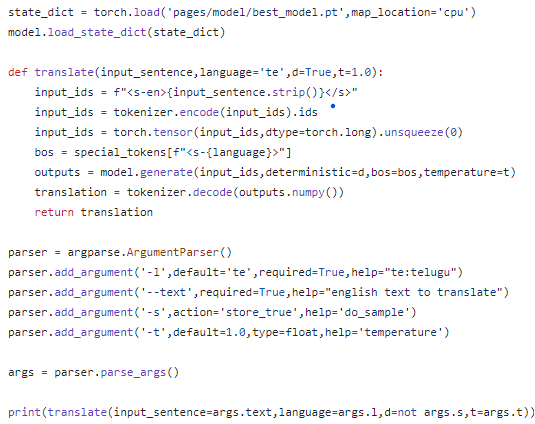 state_dict = torch.load('pages/model/best_model.pt',map_location='cpu')
model.load_state_dict(state_dict)
def translate(input_sentence,language='te',d=True,t=1.0):
    input_ids = f"<s-en>{input_sentence.strip()}</s>"
    input_ids = tokenizer.encode(input_ids).ids
    input_ids = torch.tensor(input_ids,dtype=torch.long).unsqueeze(0)
    bos = special_tokens[f"<s-{language}>"]
    outputs = model.generate(input_ids,deterministic=d,bos=bos,temperature=t)
    translation = tokenizer.decode(outputs.numpy())
    return translation
parser = argparse.ArgumentParser()
parser.add_argument('-l',default='te',required=True,help="te:telugu")
parser.add_argument('--text',required=True,help="english text to translate")
parser.add_argument('-s',action='store_true',help='do_sample')
parser.add_argument('-t',default=1.0,type=float,help='temperature')
args = parser.parse_args()
print(translate(input_sentence=args.text,language=args.l,d=not args.s,t=args.t))